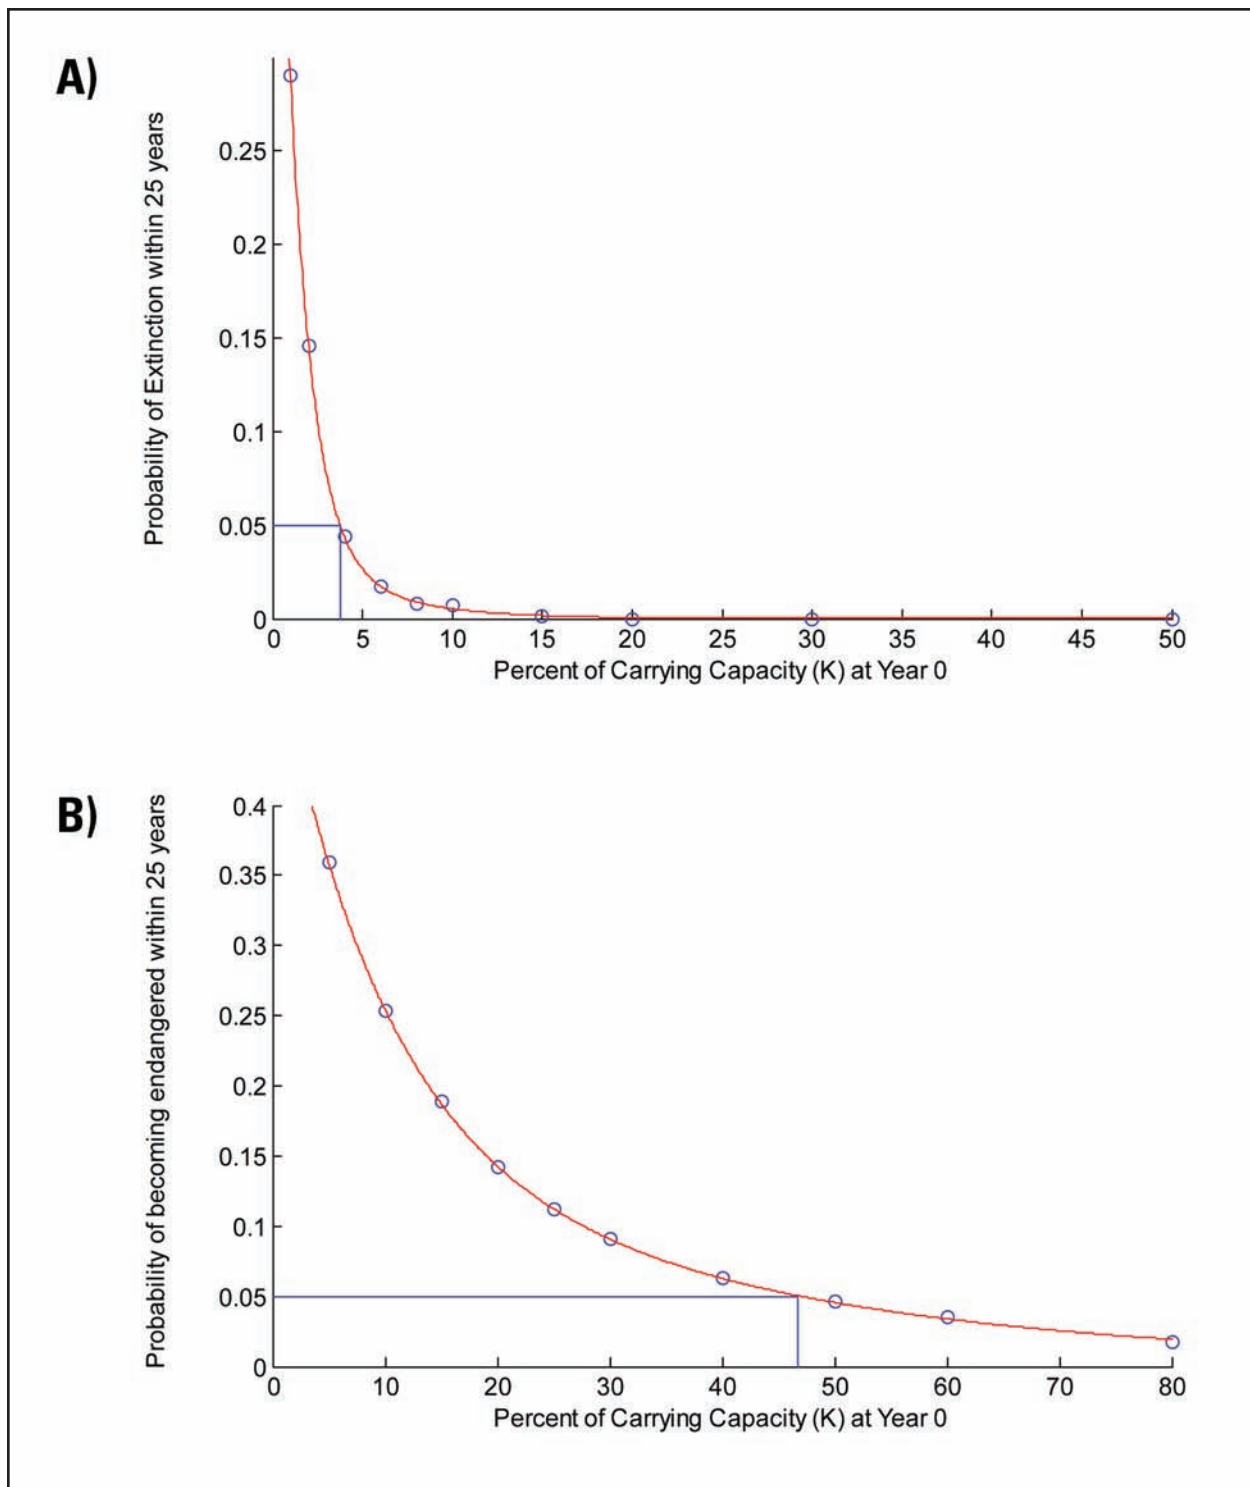 A)
Probability of Extinction within 25 years
0.25
0.2
0.15
0.1
0.05
0
0 5 10 15 20 25 30 35 40 45 50
Percent of Carrying Capacity (K) at Year 0
B)
Probability of becoming endangered within 25 years
0.4
0.35
0.3
0.25
0.2
0.15
0.1
0.05
0
0 10 20 30 40 50 60 70 80
Percent of Carrying Capacity (K) at Year 0